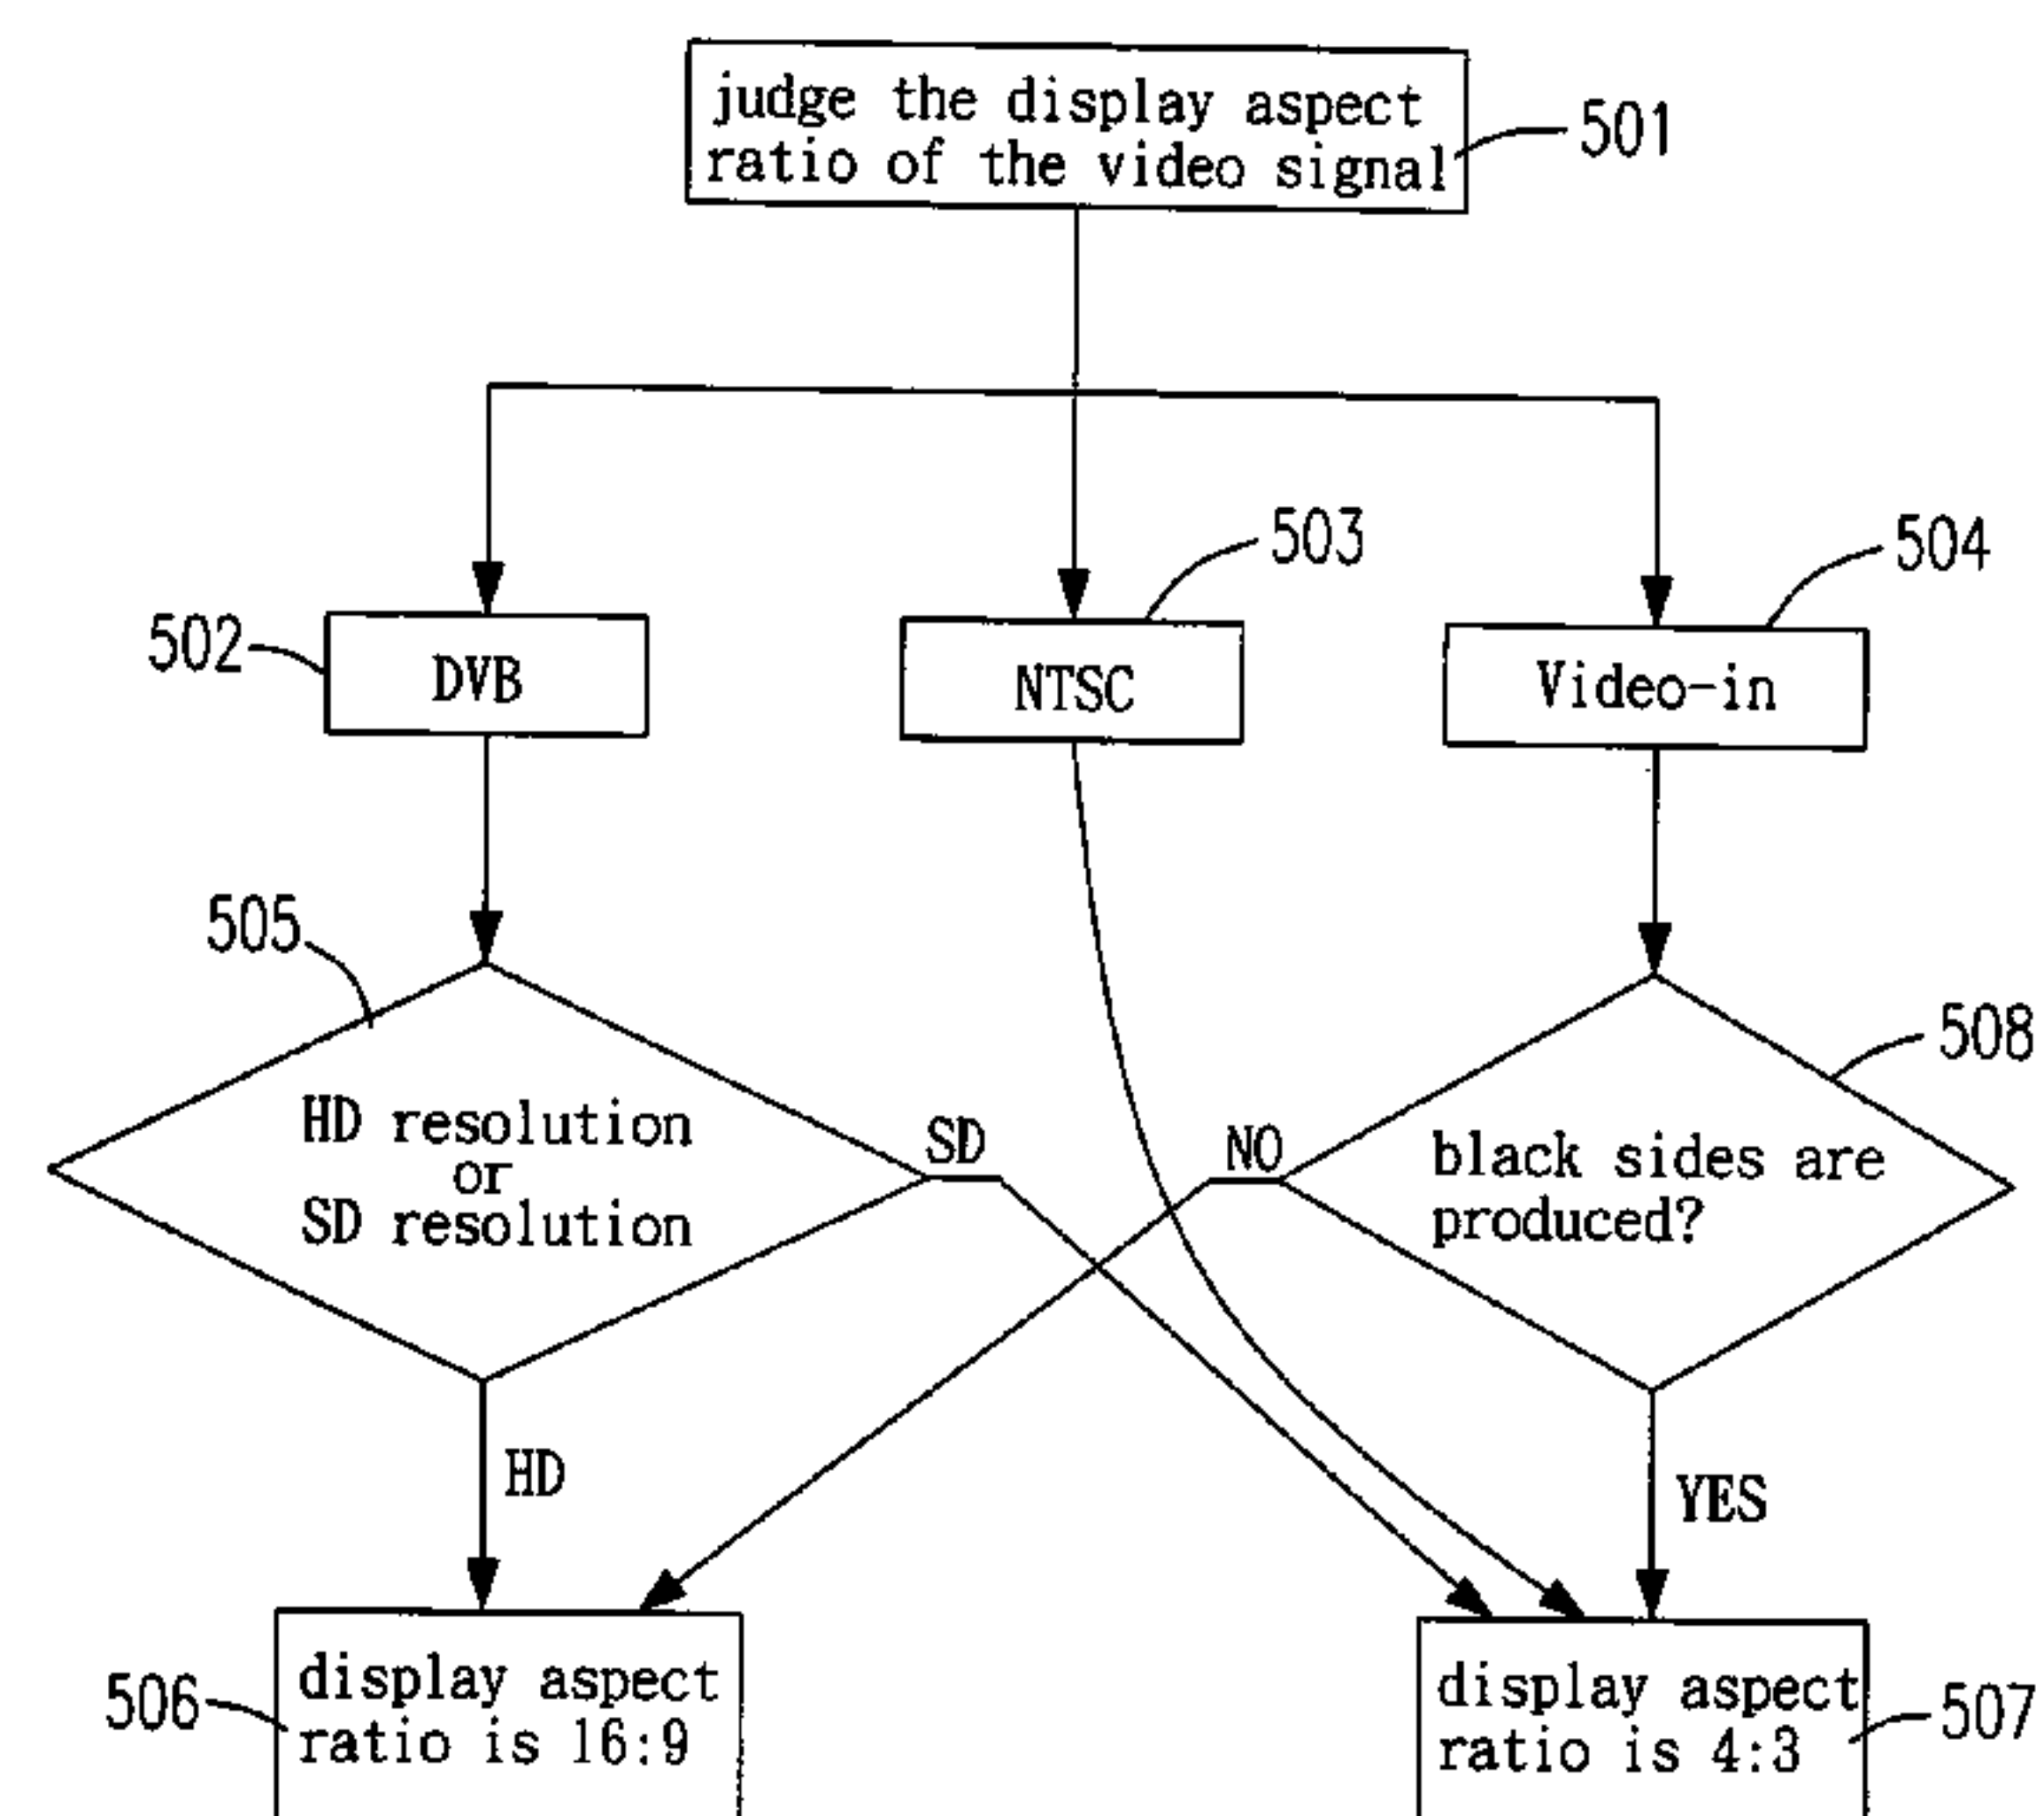 judge the display aspect
ratio of the video signal
501
503
504
502
DVB
NTSC
Video-in
505
508
HD resolution
or
SD resolution
SD
NO
black sides are
produced?
HD
YES
506
display aspect
ratio is 16:9
display aspect
ratio is 4:3
507